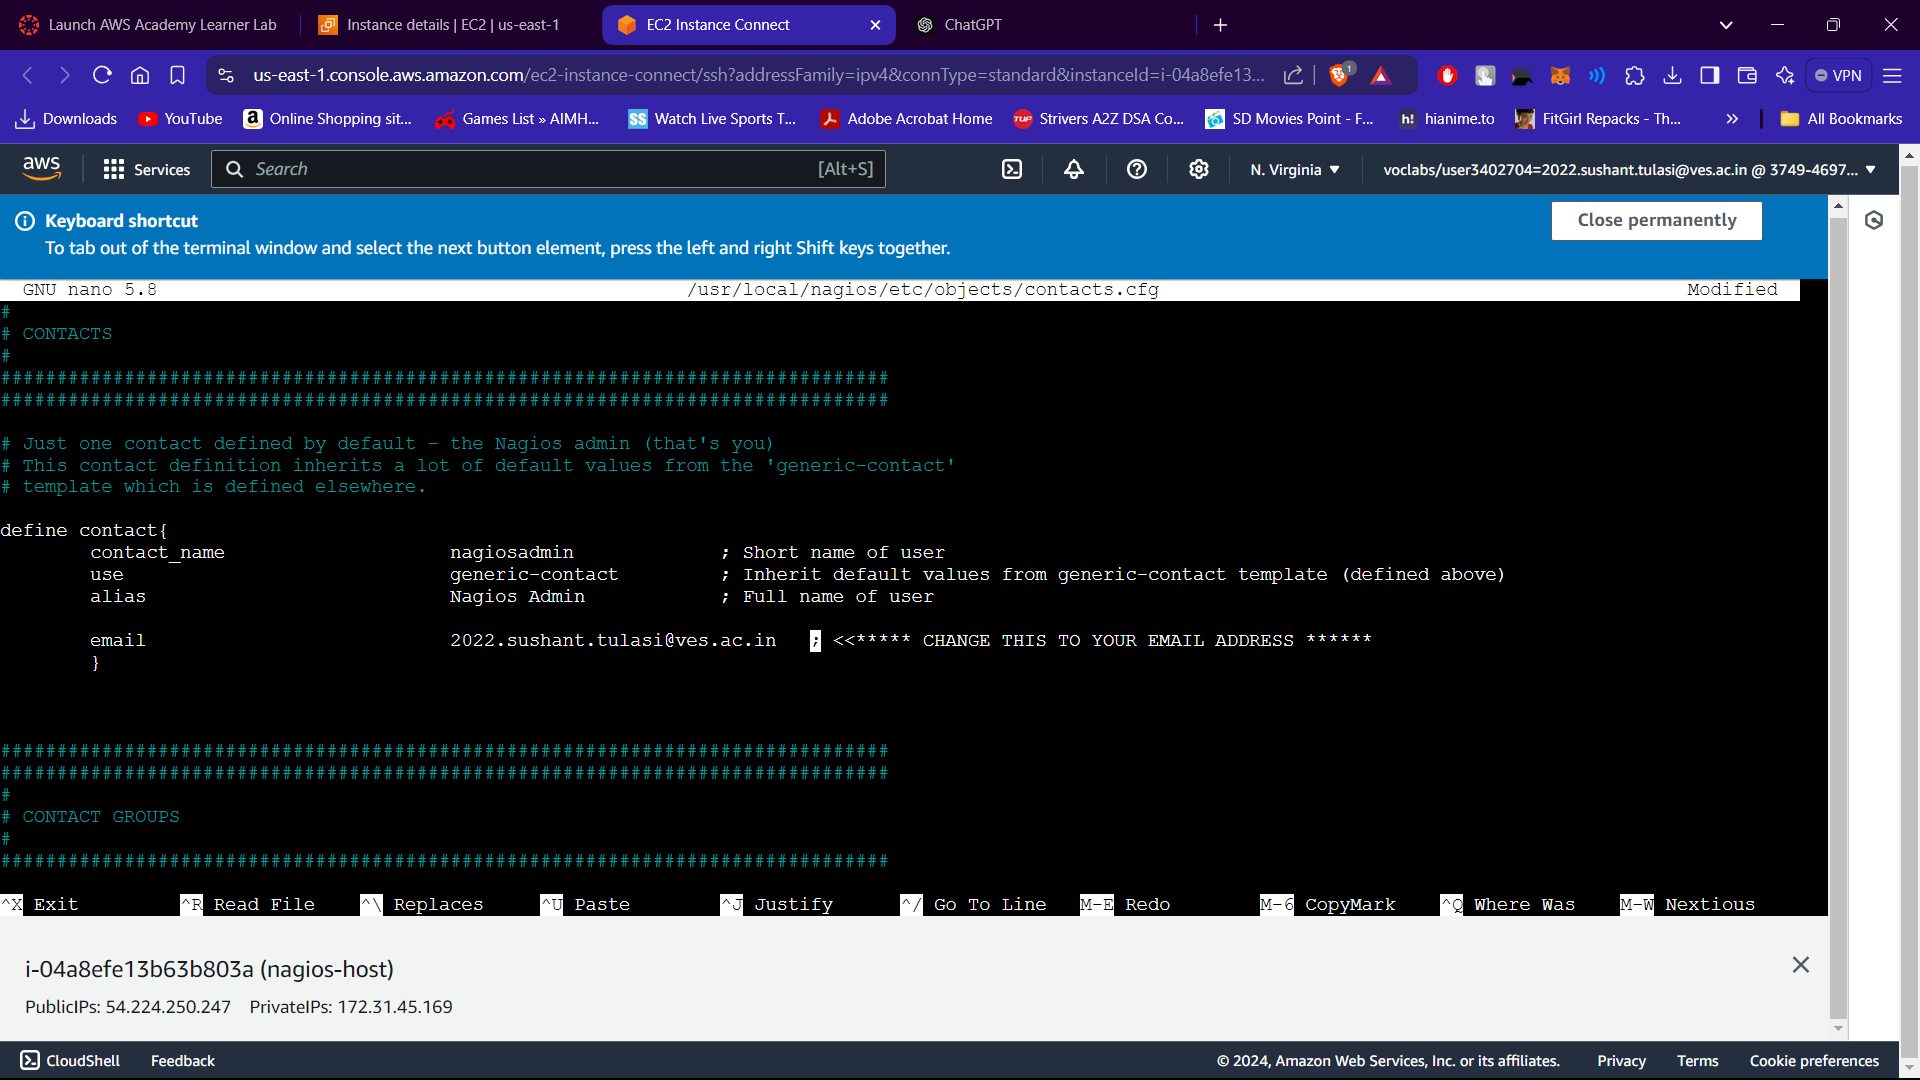 Launch AWS Academy Learner Lab
Instance details | EC2 | us-east-1
EC2 Instance Connect
ChatGPT
us-east-1.console.aws.amazon.com/ec2-instance-connect/ssh?addressFamily=ipv4&connType=standard&instanceId=i-04a8efe13...
1
VPN
Downloads
YouTube
a Online Shopping sit...
Games List » AIMH...
SS Watch Live Sports T...
Adobe Acrobat Home
TUF Strivers A2Z DSA Co...
SD Movies Point - F...
h! hianime.to
FitGirl Repacks - Th...
»
All Bookmarks
aws
Services
Search [Alt+S]
N. Virginia
voclabs/user3402704=2022.sushant.tulasi@ves.ac.in @ 3749-4697...
Keyboard shortcut
To tab out of the terminal window and select the next button element, press the left and right Shift keys together.
Close permanently
GNU nano 5.8 /usr/local/nagios/etc/objects/contacts.cfg Modified
#
# CONTACTS
#
###############################################################################
###############################################################################
# Just one contact defined by default - the Nagios admin (that's you)
# This contact definition inherits a lot of default values from the 'generic-contact'
# template which is defined elsewhere.
define contact{
contact_name nagiosadmin ; Short name of user
use generic-contact ; Inherit default values from generic-contact template (defined above)
alias Nagios Admin ; Full name of user
email 2022.sushant.tulasi@ves.ac.in ; <<***** CHANGE THIS TO YOUR EMAIL ADDRESS ******
}
###############################################################################
###############################################################################
#
# CONTACT GROUPS
#
###############################################################################
^X Exit ^R Read File ^\ Replaces ^U Paste ^J Justify ^/ Go To Line M-E Redo M-6 CopyMark ^Q Where Was M-W Nextious
i-04a8efe13b63b803a (nagios-host)
PublicIPs: 54.224.250.247 PrivateIPs: 172.31.45.169
CloudShell
Feedback
© 2024, Amazon Web Services, Inc. or its affiliates.
Privacy
Terms
Cookie preferences